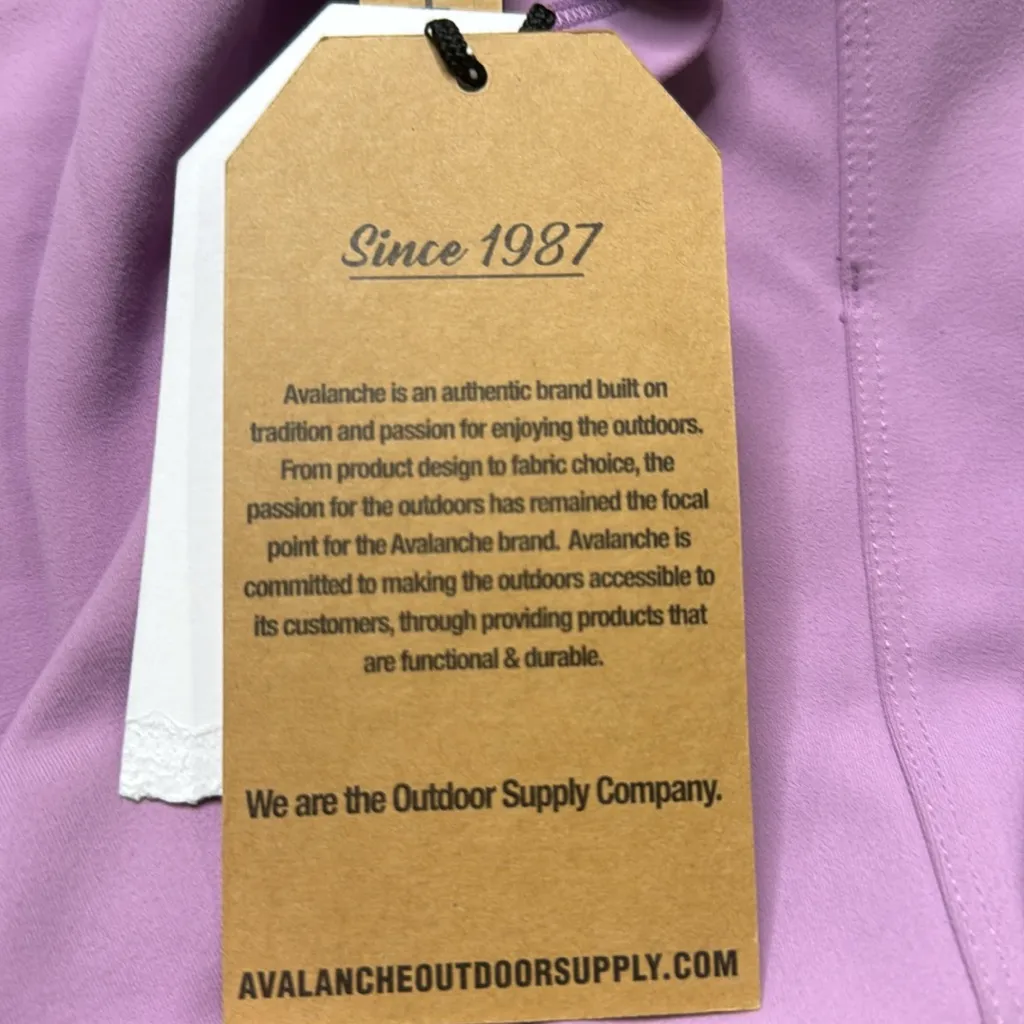 Since 1987
Avalanche is an authentic brand built on
tradition and passion for enjoying the outdoors.
From product design to fabric choice, the
passion for the outdoors has remained the focal
point for the Avalanche brand. Avalanche is
committed to making the outdoors accessible to
its customers, through providing products that
are functional & durable.
We are the Outdoor Supply Company.
AVALANCHEOUTDOORSUPPLY.COM